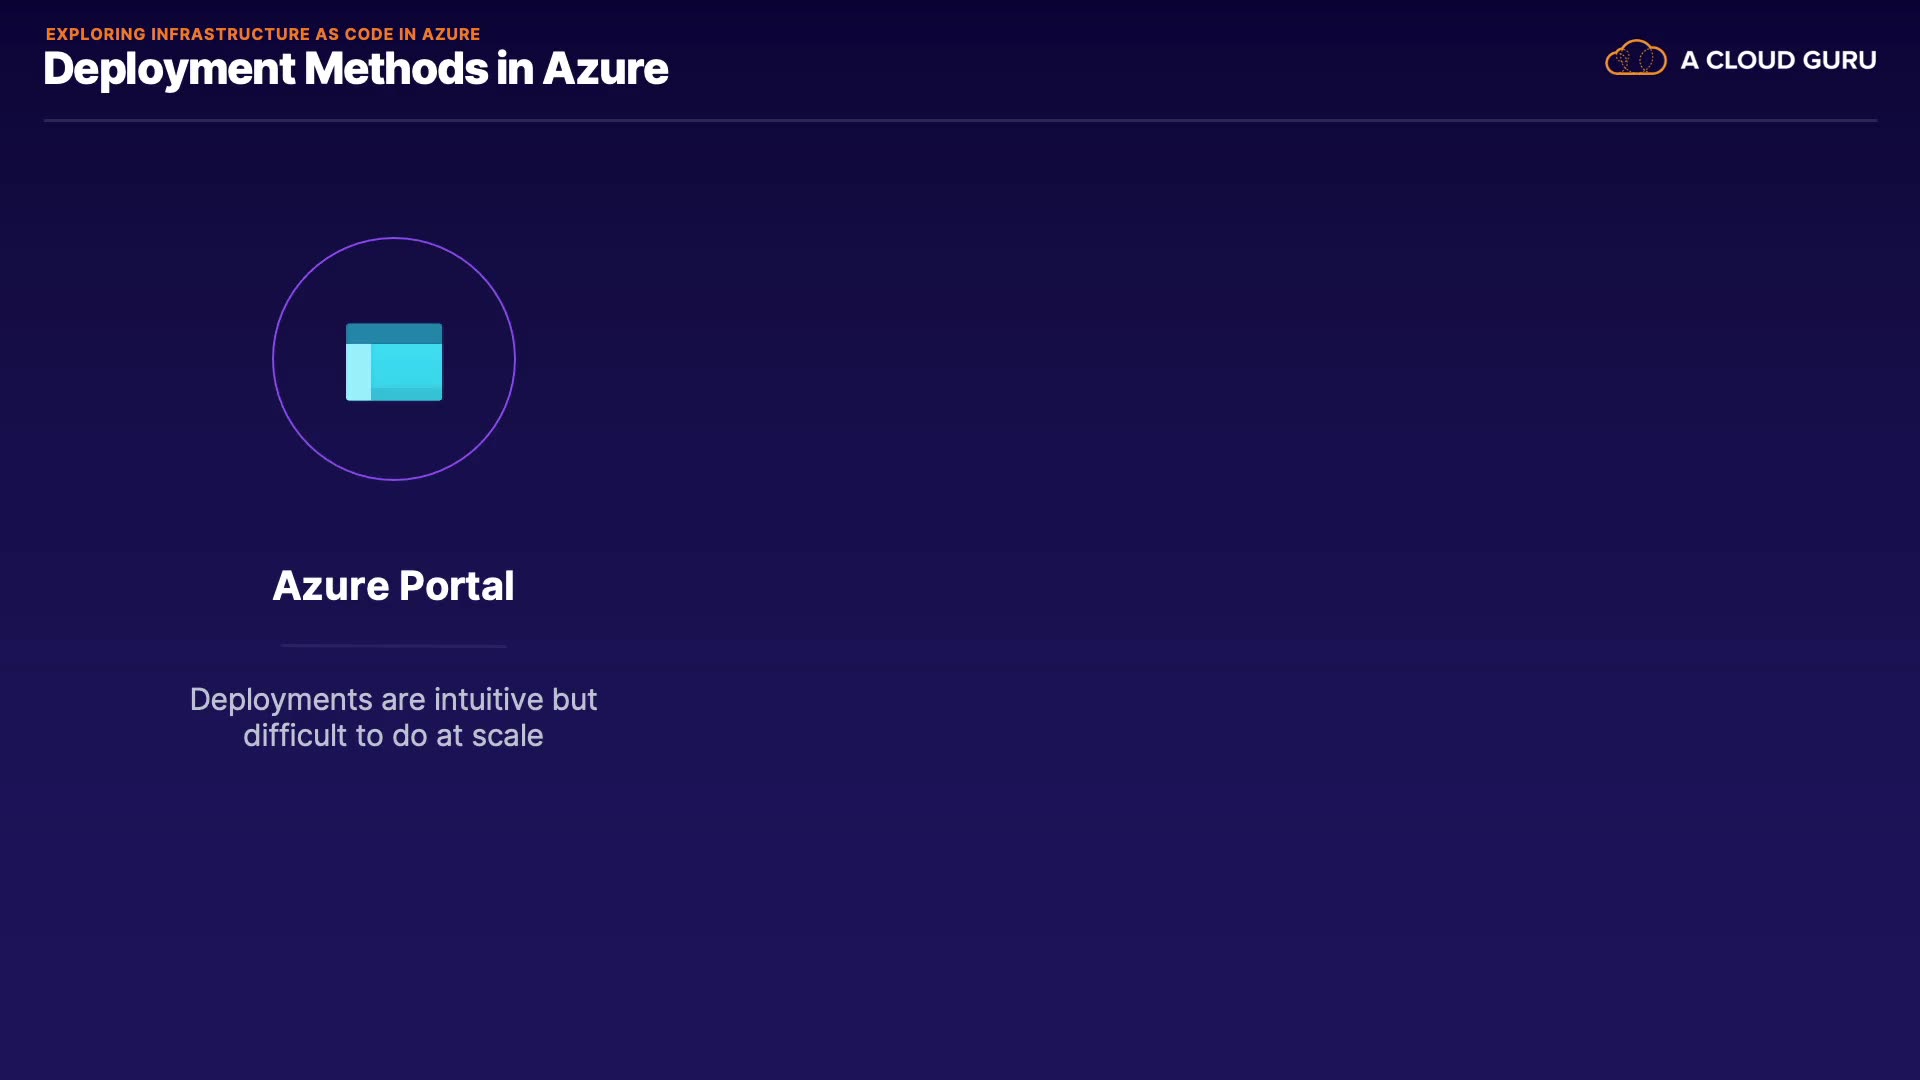 EXPLORING INFRASTRUCTURE AS CODE IN AZURE
Deployment Methods in Azure
A CLOUD GURU
Azure Portal
Deployments are intuitive but
difficult to do at scale